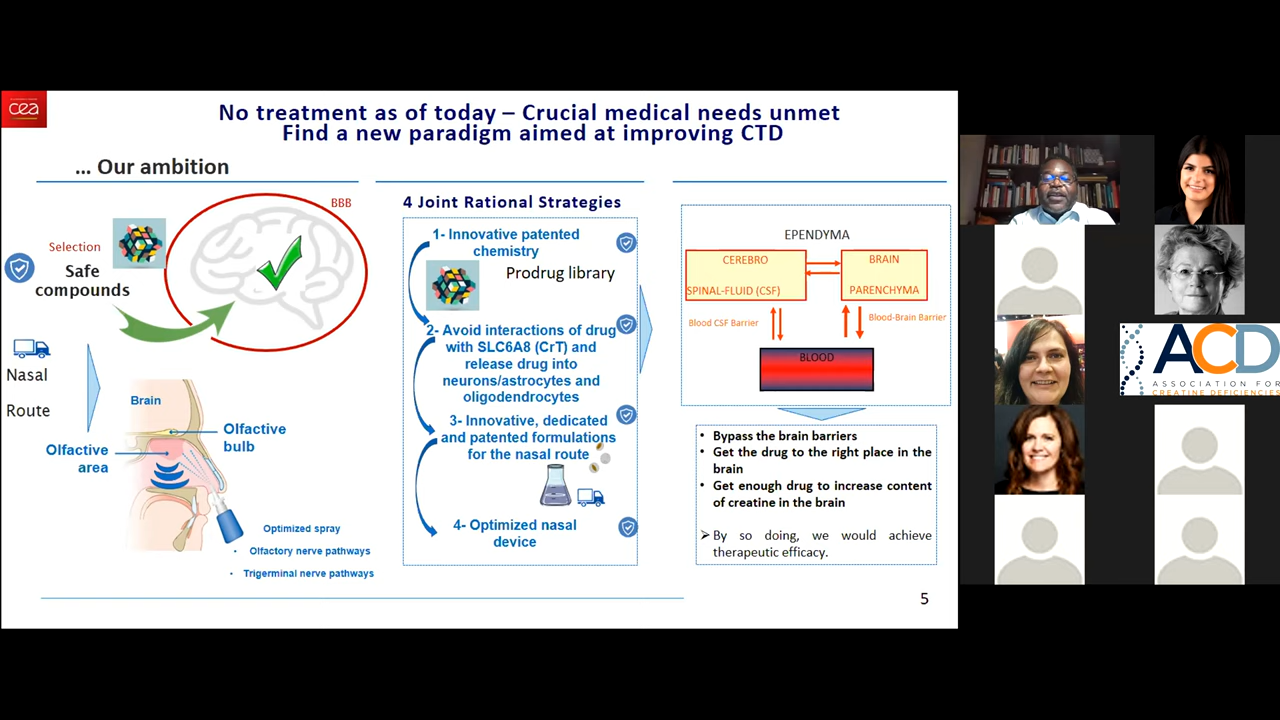 cea
No treatment as of today – Crucial medical needs unmet
Find a new paradigm aimed at improving CTD
... Our ambition
BBB
Selection
Safe
compounds
Nasal
Route
Brain
Olfactive
bulb
Olfactive
area
Optimized spray
• Olfactory nerve pathways
• Trigerminal nerve pathways
4 Joint Rational Strategies
1- Innovative patented
chemistry
Prodrug library
2- Avoid interactions of drug
with SLC6A8 (CrT) and
release drug into
neurons/astrocytes and
oligodendrocytes
3- Innovative, dedicated
and patented formulations
for the nasal route
4- Optimized nasal
device
EPENDYMA
CEREBRO
SPINAL-FLUID (CSF)
BRAIN
PARENCHYMA
Blood CSF Barrier
Blood-Brain Barrier
BLOOD
• Bypass the brain barriers
• Get the drug to the right place in the
brain
• Get enough drug to increase content
of creatine in the brain
➢ By so doing, we would achieve
therapeutic efficacy.
5
ACD
ASSOCIATION FOR
CREATINE DEFICIENCIES